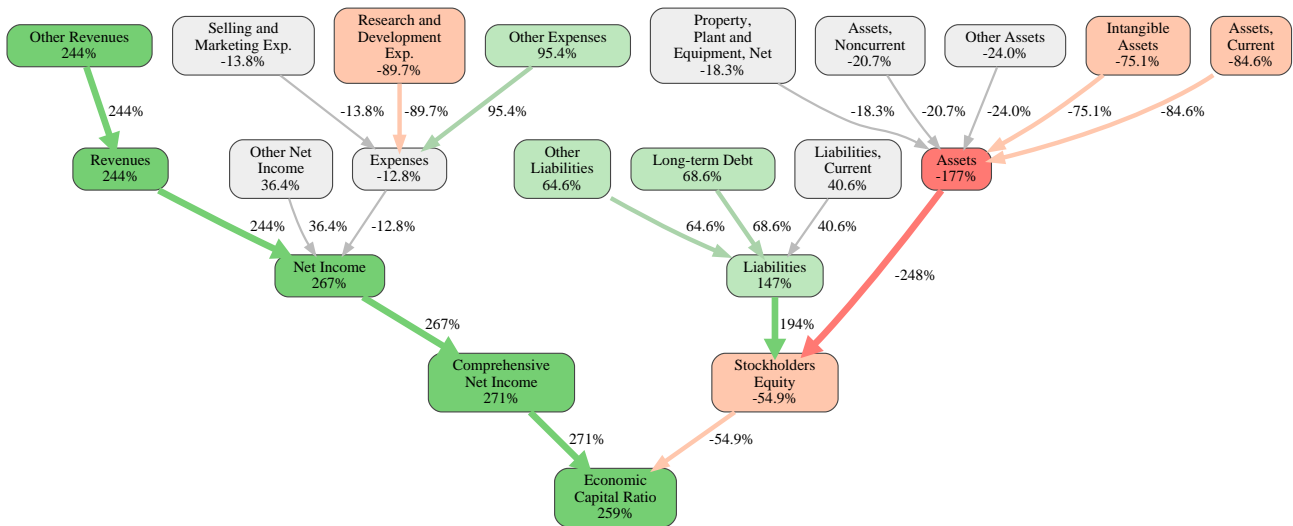 Other Revenues
244%
Selling and
Marketing Exp.
-13.8%
Research and
Development
Exp.
-89.7%
Other Expenses
95.4%
Property,
Plant and
Equipment, Net
-18.3%
Assets,
Noncurrent
-20.7%
Other Assets
-24.0%
Intangible
Assets
-75.1%
Assets,
Current
-84.6%
244%
-13.8%
-89.7%
95.4%
-18.3%
-20.7%
-24.0%
-75.1%
-84.6%
Revenues
244%
Other Net
Income
36.4%
Expenses
-12.8%
Other
Liabilities
64.6%
Long-term Debt
68.6%
Liabilities,
Current
40.6%
Assets
-177%
244%
36.4%
-12.8%
64.6%
68.6%
40.6%
-248%
Net Income
267%
Liabilities
147%
267%
194%
Comprehensive
Net Income
271%
Stockholders
Equity
-54.9%
271%
-54.9%
Economic
Capital Ratio
259%